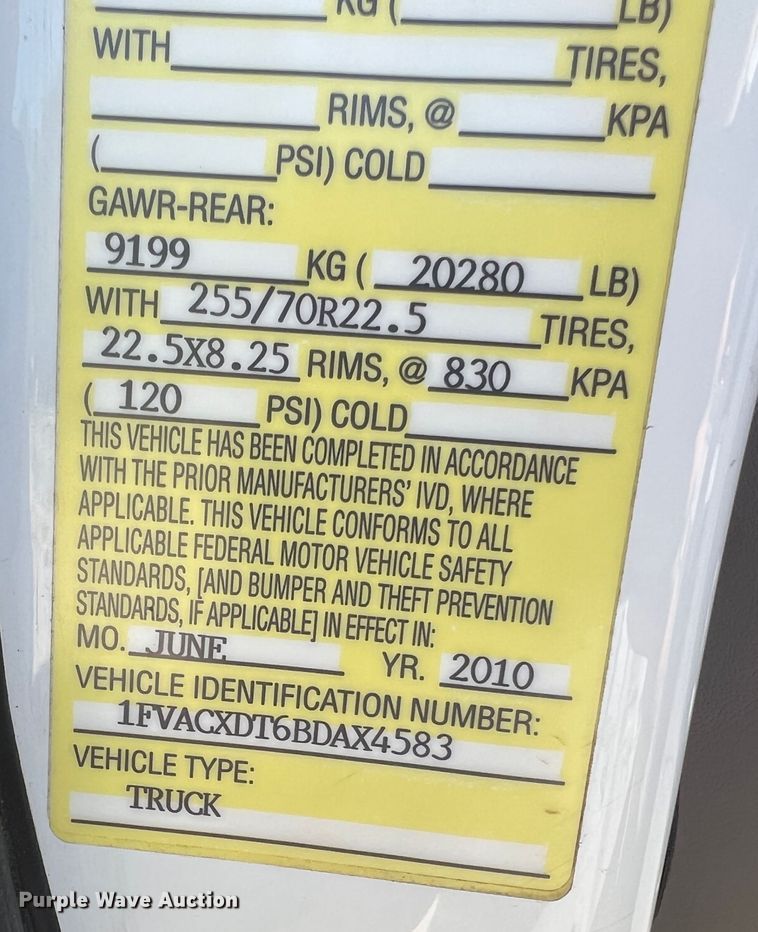 KG ( LB)
WITH TIRES,
RIMS, @ KPA
( PSI) COLD
GAWR-REAR:
9199 KG ( 20280 LB)
WITH 255/70R22.5 TIRES,
22.5X8.25 RIMS, @ 830 KPA
( 120 PSI) COLD
THIS VEHICLE HAS BEEN COMPLETED IN ACCORDANCE
WITH THE PRIOR MANUFACTURERS' IVD, WHERE
APPLICABLE. THIS VEHICLE CONFORMS TO ALL
APPLICABLE FEDERAL MOTOR VEHICLE SAFETY
STANDARDS, [AND BUMPER AND THEFT PREVENTION
STANDARDS, IF APPLICABLE] IN EFFECT IN:
MO. JUNE YR. 2010
VEHICLE IDENTIFICATION NUMBER:
1FVACXDT6BDAX4583
VEHICLE TYPE:
TRUCK
Purple Wave Auction